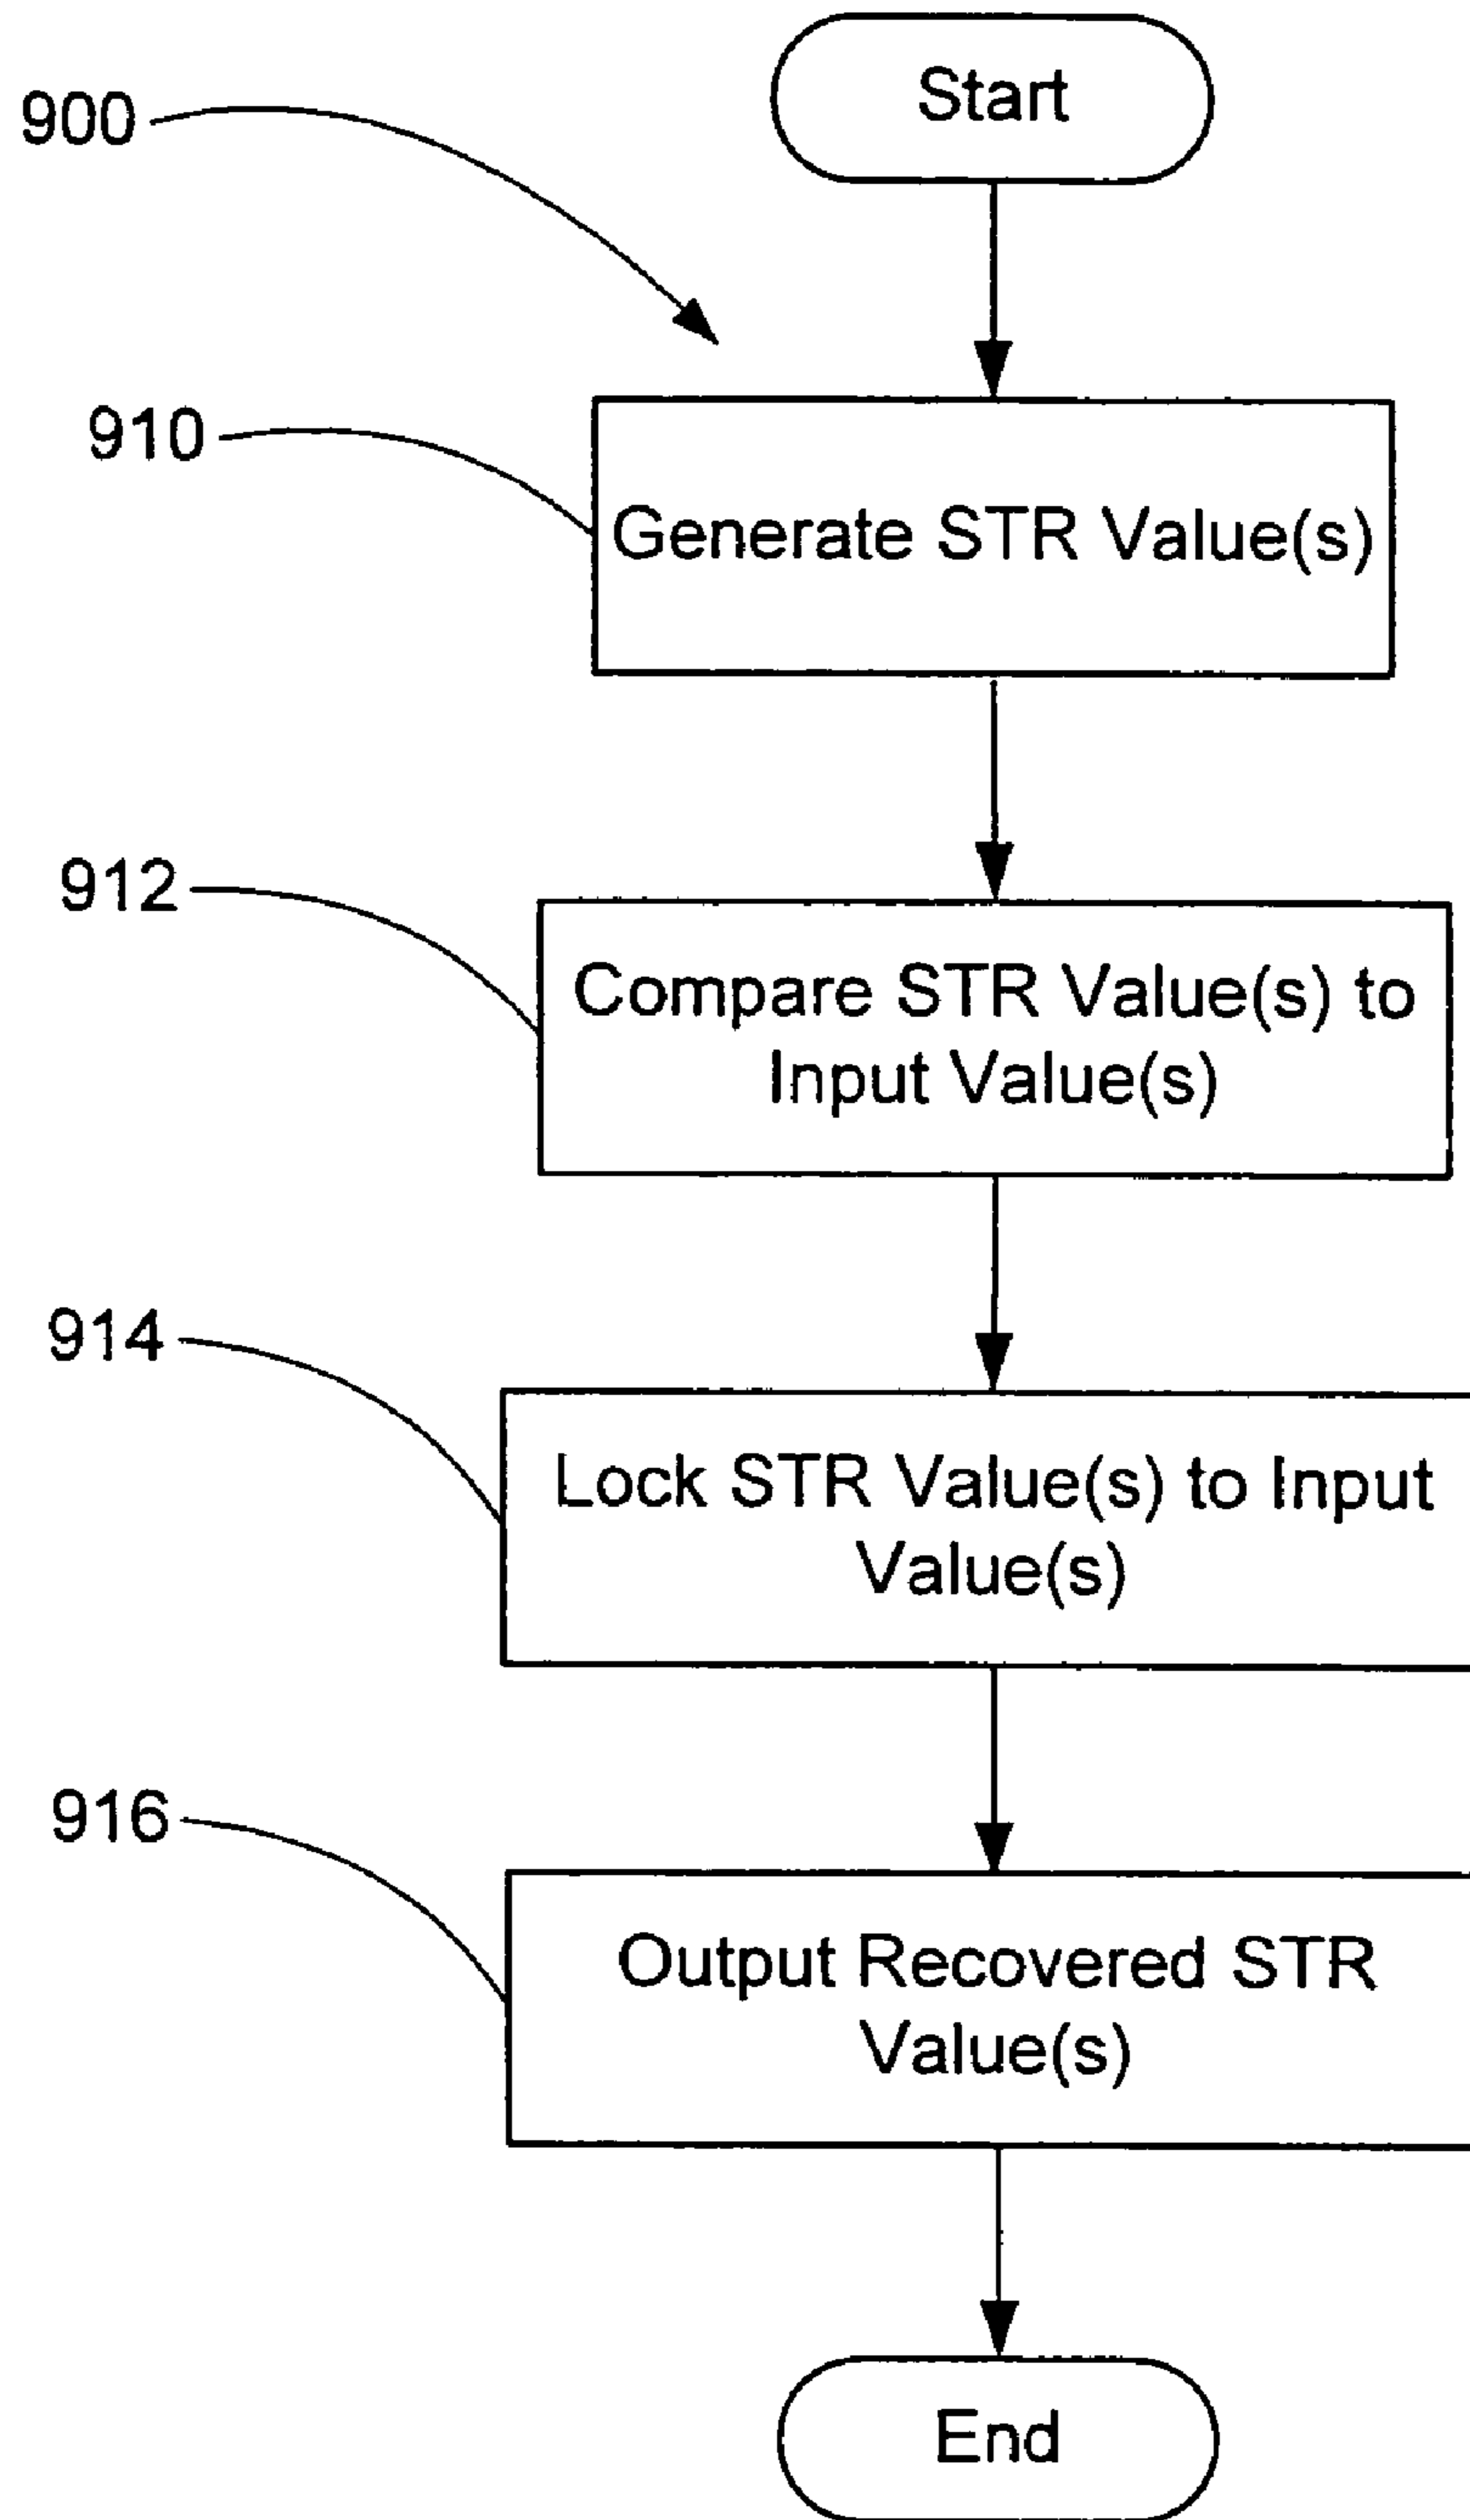 Start
900
910
Generate STR Value(s)
912
Compare STR Value(s) to
Input Value(s)
914
Lock STR Value(s) to Input
Value(s)
916
Output Recovered STR
Value(s)
End